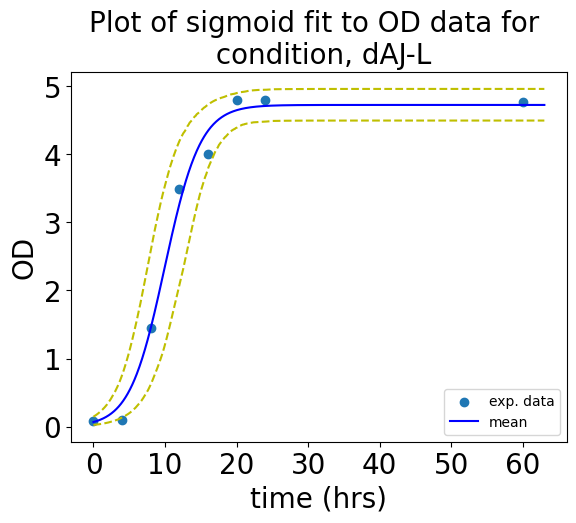 Plot of sigmoid fit to OD data for
condition, dAJ-L
5
4
3
2
1
0
OD
0 10 20 30 40 50 60
time (hrs)
exp. data
mean